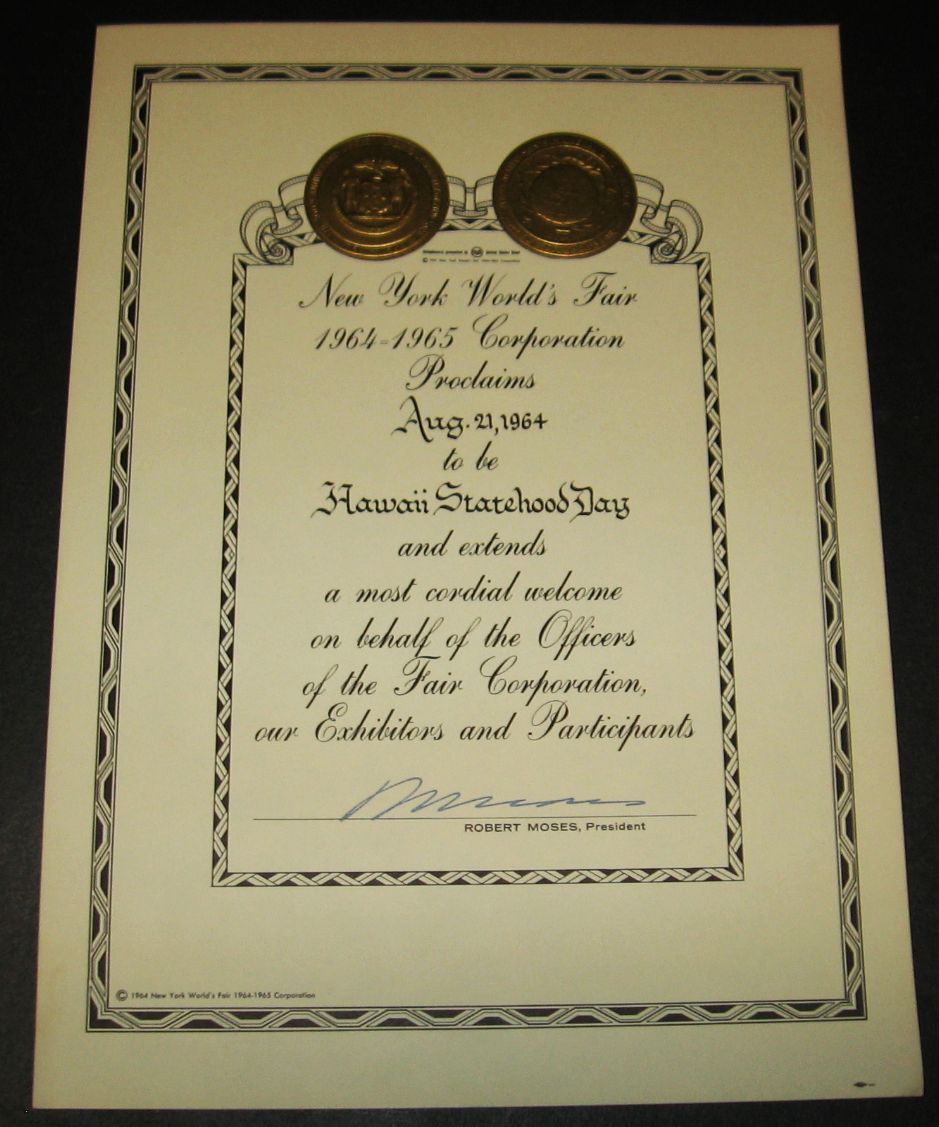 New York World's Fair
1964-1965 Corporation
Proclaims
Aug. 21, 1964
to be
Hawaii Statehood Day
and extends
a most cordial welcome
on behalf of the Officers
of the Fair Corporation,
our Exhibitors and Participants
ROBERT MOSES, President
© 1964 New York World's Fair 1964-1965 Corporation